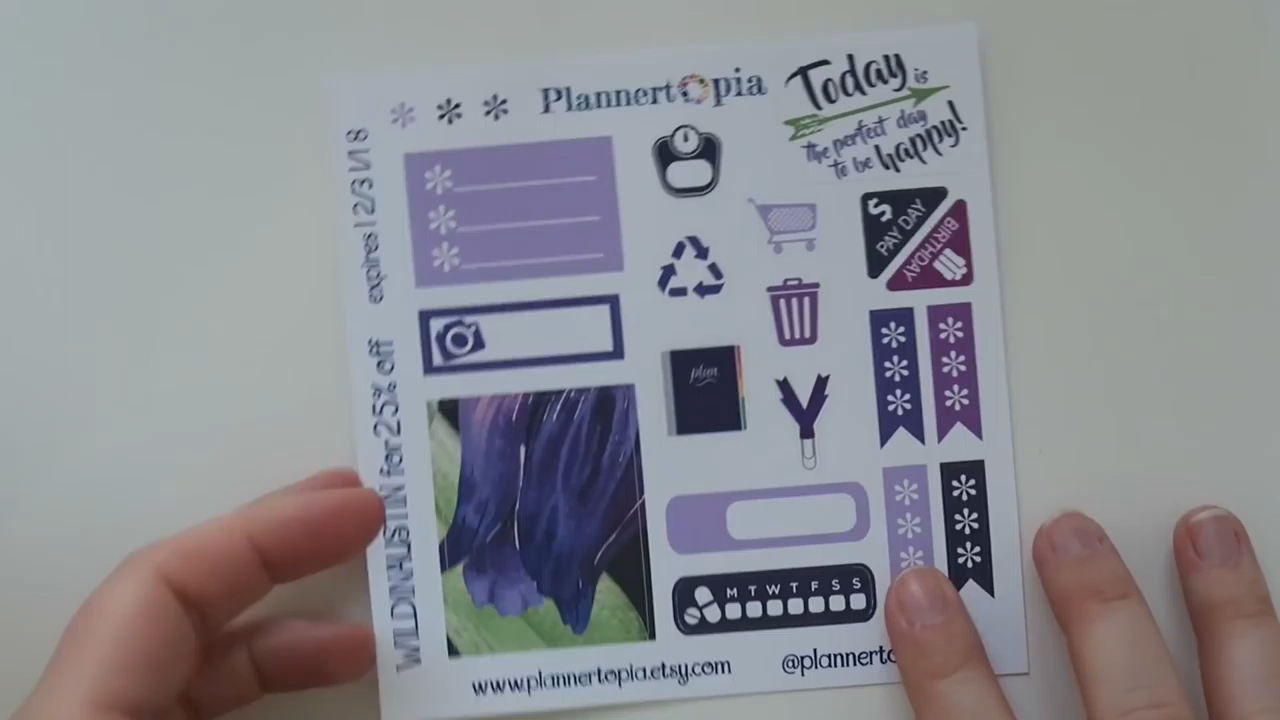 Plannertopia
Today is
the perfect day
to be happy!
$
PAY DAY
BIRTHDAY
plan
M T W T F S S
www.plannertopia.etsy.com
WILDINAUSTIN for 25% off expires 12/31/18